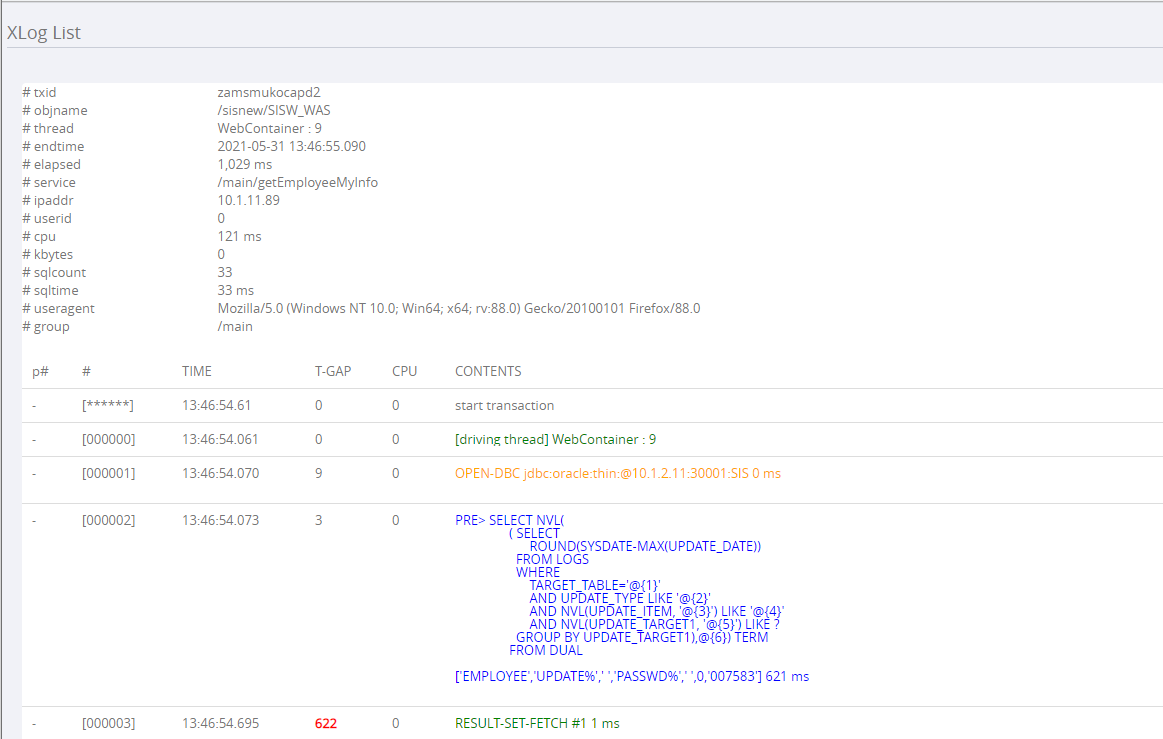 XLog List
# txid zamsmukocapd2
# objname /sisnew/SISW_WAS
# thread WebContainer : 9
# endtime 2021-05-31 13:46:55.090
# elapsed 1,029 ms
# service /main/getEmployeeMyInfo
# ipaddr 10.1.11.89
# userid 0
# cpu 121 ms
# kbytes 0
# sqlcount 33
# sqltime 33 ms
# useragent Mozilla/5.0 (Windows NT 10.0; Win64; x64; rv:88.0) Gecko/20100101 Firefox/88.0
# group /main
p# # TIME T-GAP CPU CONTENTS
- [******] 13:46:54.61 0 0 start transaction
- [000000] 13:46:54.061 0 0 [driving thread] WebContainer : 9
- [000001] 13:46:54.070 9 0 OPEN-DBC jdbc:oracle:thin:@10.1.2.11:30001:SIS 0 ms
- [000002] 13:46:54.073 3 0 PRE> SELECT NVL(
( SELECT
ROUND(SYSDATE-MAX(UPDATE_DATE))
FROM LOGS
WHERE
TARGET_TABLE='@{1}'
AND UPDATE_TYPE LIKE '@{2}'
AND NVL(UPDATE_ITEM, '@{3}') LIKE '@{4}'
AND NVL(UPDATE_TARGET1, '@{5}') LIKE ?
GROUP BY UPDATE_TARGET1),@{6}) TERM
FROM DUAL
['EMPLOYEE','UPDATE%',' ','PASSWD%',' ',0,'007583'] 621 ms
- [000003] 13:46:54.695 622 0 RESULT-SET-FETCH #1 1 ms